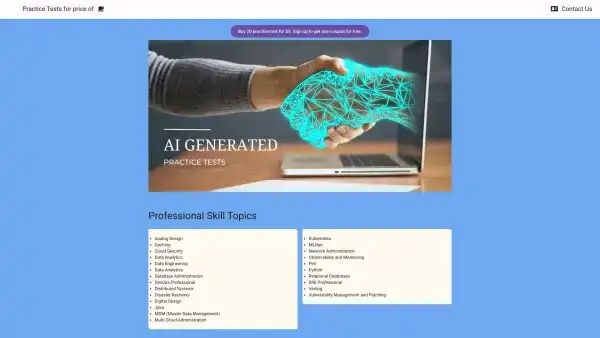 Practice Tests for price of
Contact Us
Buy 20 practice test for $5. Sign up to get one coupon for free.
AI GENERATED
PRACTICE TESTS
Professional Skill Topics
Analog Design
Caching
Cloud Security
Data Analytics
Data Engineering
Data Analytics
Database Administration
DevOps Professional
Distributed Systems
Disaster Recovery
Digital Design
Java
MDM (Master Data Management)
Multi Cloud Administration
Kubernetes
MLOps
Network Administration
Observability and Monitoring
Perl
Python
Relational Databases
SRE Professional
Verilog
Vulnerability Management and Patching